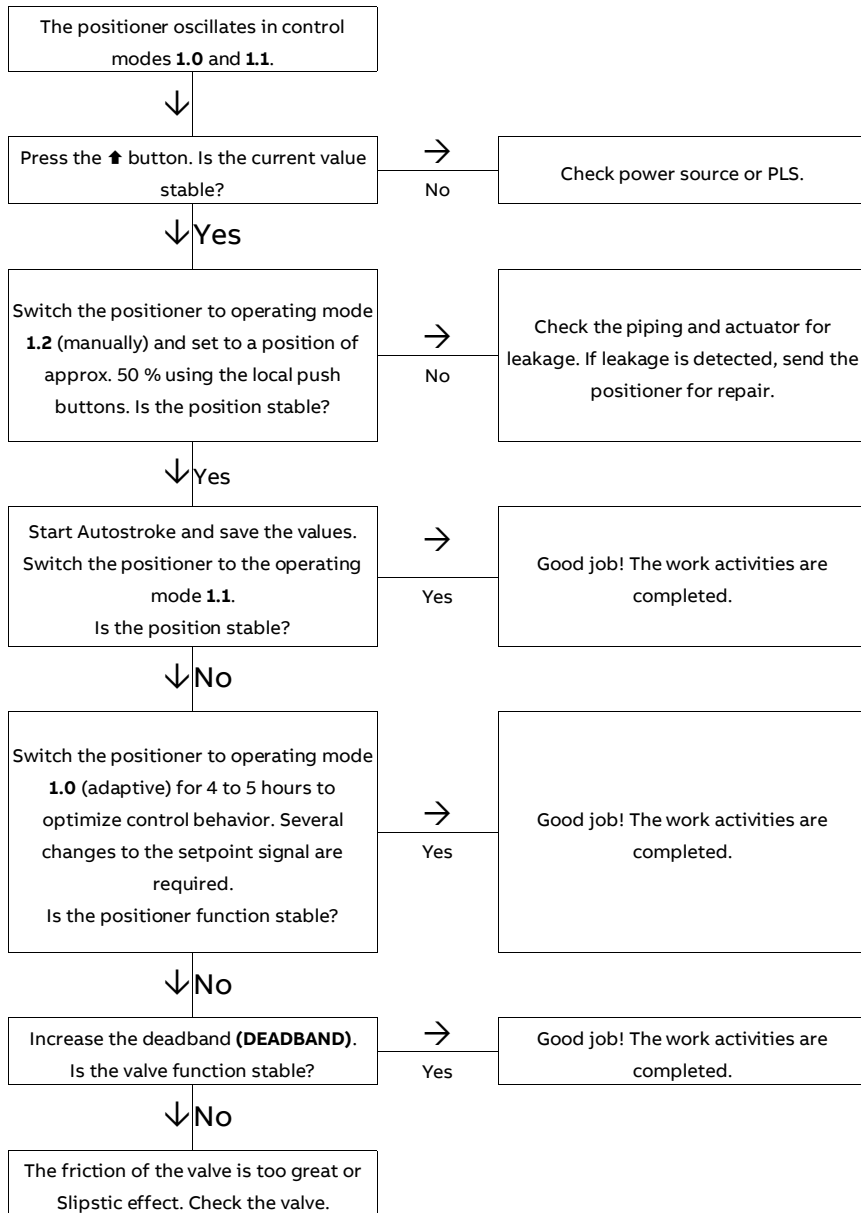 The positioner oscillates in control
modes 1.0 and 1.1.
Press the ⬆ button. Is the current value
stable?
No
Check power source or PLS.
Yes
Switch the positioner to operating mode
1.2 (manually) and set to a position of
approx. 50 % using the local push
buttons. Is the position stable?
No
Check the piping and actuator for
leakage. If leakage is detected, send the
positioner for repair.
Yes
Start Autostroke and save the values.
Switch the positioner to the operating
mode 1.1.
Is the position stable?
Yes
Good job! The work activities are
completed.
No
Switch the positioner to operating mode
1.0 (adaptive) for 4 to 5 hours to
optimize control behavior. Several
changes to the setpoint signal are
required.
Is the positioner function stable?
Yes
Good job! The work activities are
completed.
No
Increase the deadband (DEADBAND).
Is the valve function stable?
Yes
Good job! The work activities are
completed.
No
The friction of the valve is too great or
Slipstic effect. Check the valve.